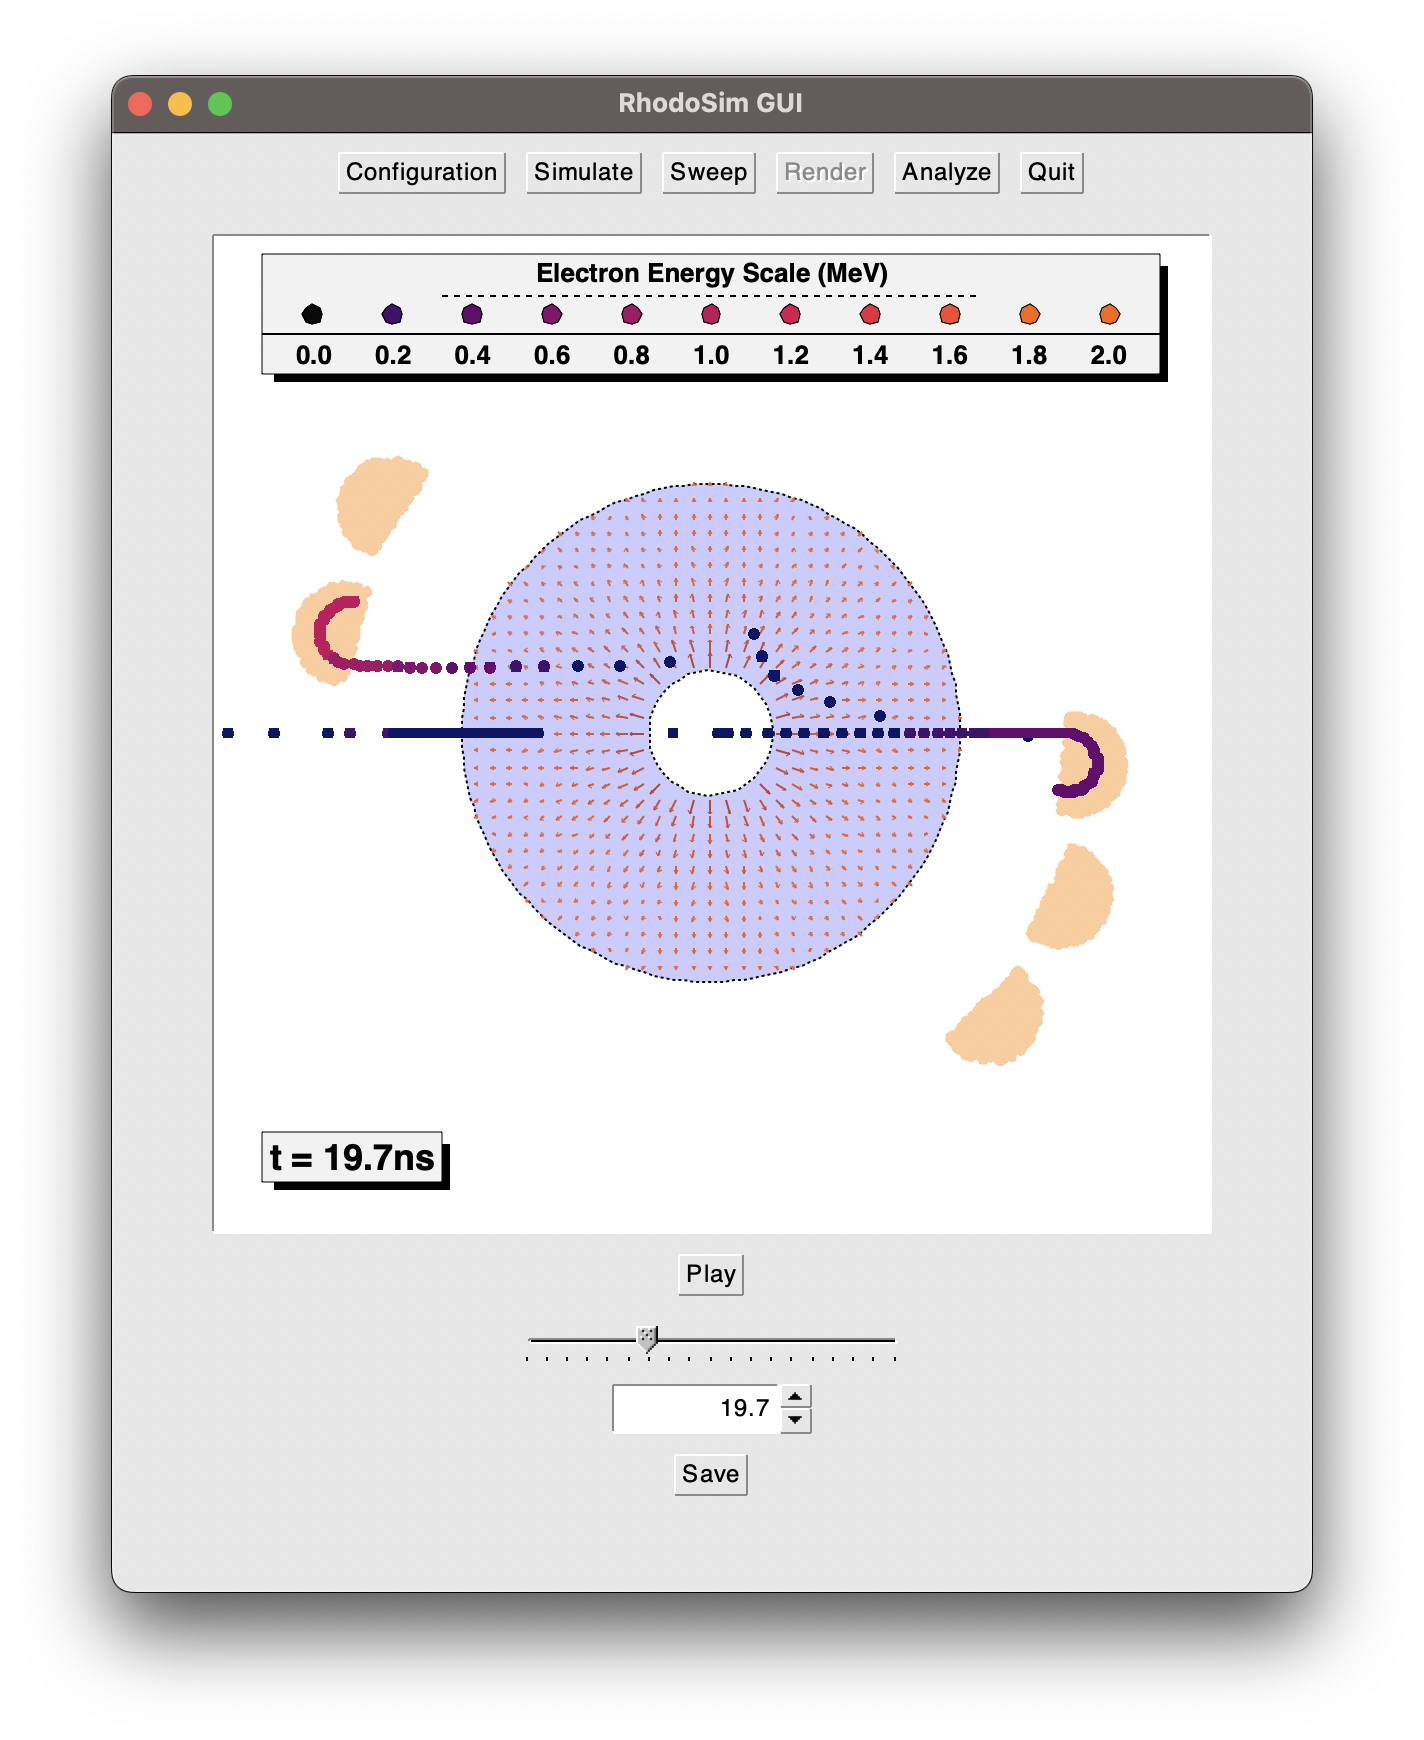 RhodoSim GUI
Configuration Simulate Sweep Render Analyze Quit
Electron Energy Scale (MeV)
0.0 0.2 0.4 0.6 0.8 1.0 1.2 1.4 1.6 1.8 2.0
t = 19.7ns
Play
19.7
Save